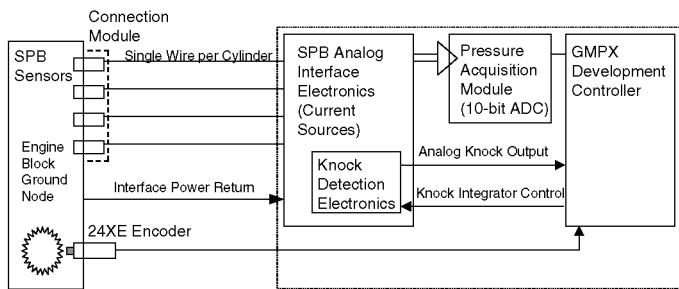 Connection
Module
SPB
Sensors
Single Wire per Cylinder
SPB Analog
Interface
Electronics
(Current
Sources)
Pressure
Acquisition
Module
(10-bit ADC)
GMPX
Development
Controller
Engine
Block
Ground
Node
Interface Power Return
Knock
Detection
Electronics
Analog Knock Output
Knock Integrator Control
24XE Encoder